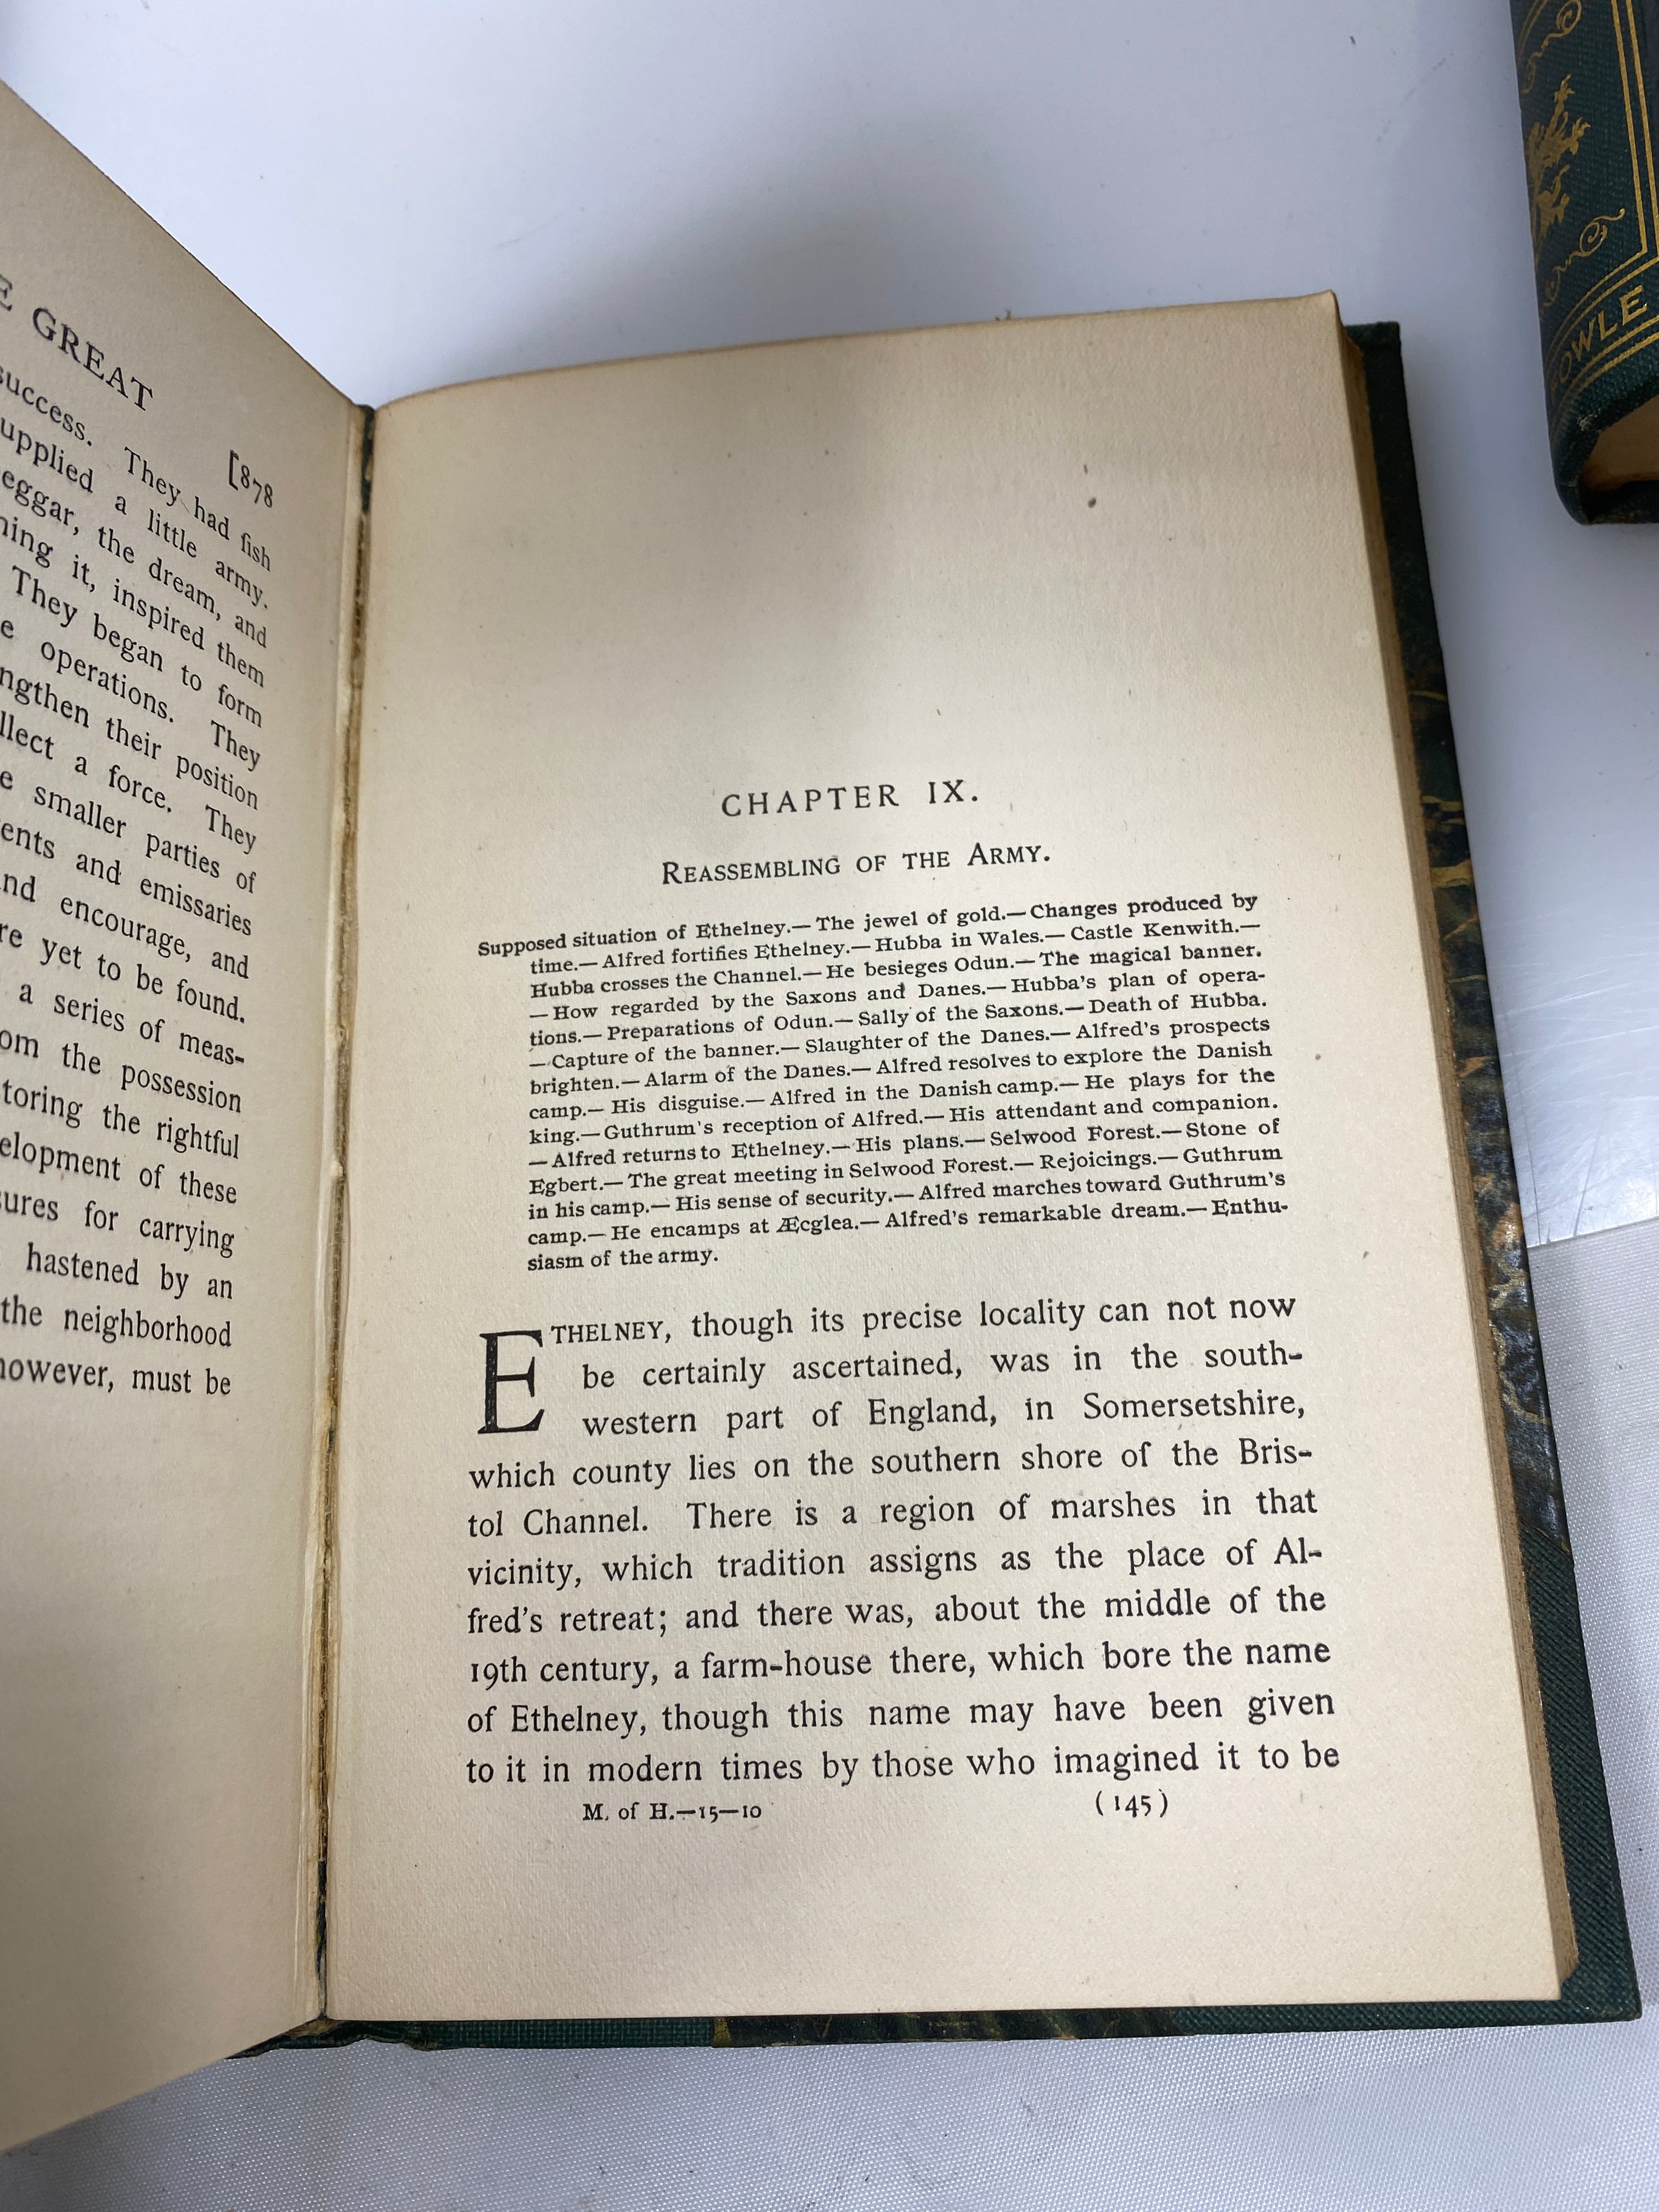 E GREAT
[878
success. They had fish
upplied a little army.
eggar, the dream, and
ning it, inspired them
They began to form
e operations. They
ngthen their position
llect a force. They
e smaller parties of
ents and emissaries
nd encourage, and
re yet to be found.
a series of meas-
om the possession
toring the rightful
elopment of these
sures for carrying
hastened by an
the neighborhood
however, must be
CHAPTER IX.
REASSEMBLING OF THE ARMY.
Supposed situation of Ethelney.—The jewel of gold.—Changes produced by
time.—Alfred fortifies Ethelney.—Hubba in Wales.—Castle Kenwith.—
Hubba crosses the Channel.—He besieges Odun.—The magical banner.
—How regarded by the Saxons and Danes.—Hubba's plan of opera-
tions.—Preparations of Odun.—Sally of the Saxons.—Death of Hubba.
—Capture of the banner.—Slaughter of the Danes.—Alfred's prospects
brighten.—Alarm of the Danes.—Alfred resolves to explore the Danish
camp.—His disguise.—Alfred in the Danish camp.—He plays for the
king.—Guthrum's reception of Alfred.—His attendant and companion.
—Alfred returns to Ethelney.—His plans.—Selwood Forest.—Stone of
Egbert.—The great meeting in Selwood Forest.—Rejoicings.—Guthrum
in his camp.—His sense of security.—Alfred marches toward Guthrum's
camp.—He encamps at Æcglea.—Alfred's remarkable dream.—Enthu-
siasm of the army.
ETHELNEY, though its precise locality can not now
be certainly ascertained, was in the south-
western part of England, in Somersetshire,
which county lies on the southern shore of the Bris-
tol Channel. There is a region of marshes in that
vicinity, which tradition assigns as the place of Al-
fred's retreat; and there was, about the middle of the
19th century, a farm-house there, which bore the name
of Ethelney, though this name may have been given
to it in modern times by those who imagined it to be
M. of H.—15—10
(145)
OWLE